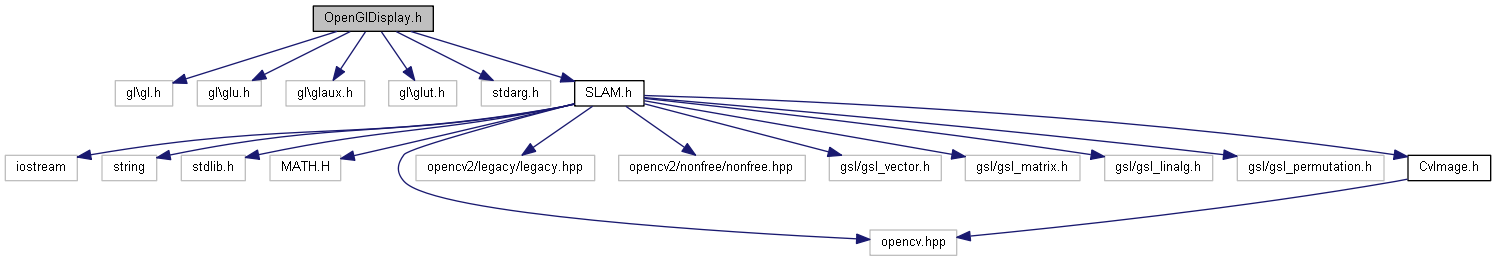 OpenGlDisplay.h
gl\gl.h
gl\glu.h
gl\glaux.h
gl\glut.h
stdarg.h
SLAM.h
iostream
string
stdlib.h
MATH.H
opencv2/legacy/legacy.hpp
opencv2/nonfree/nonfree.hpp
gsl/gsl_vector.h
gsl/gsl_matrix.h
gsl/gsl_linalg.h
gsl/gsl_permutation.h
CvImage.h
opencv.hpp